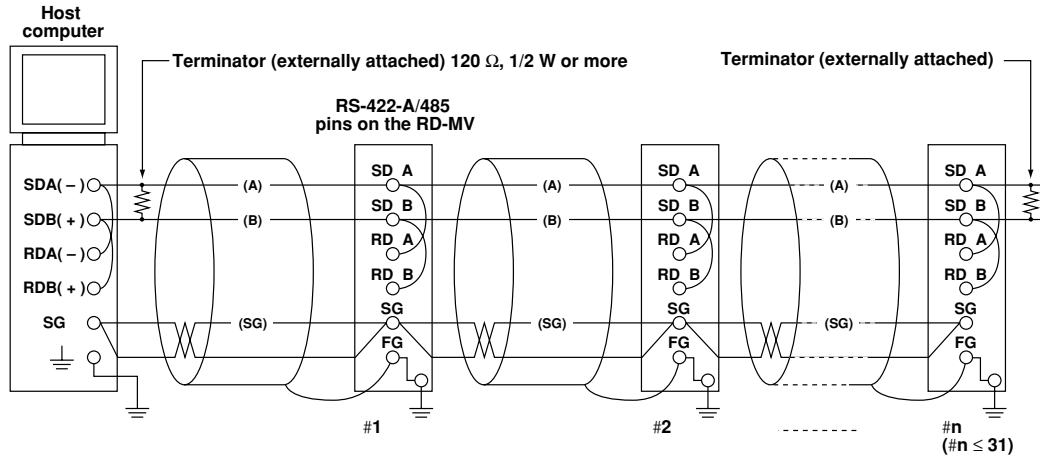 Host
computer
Terminator (externally attached) 120 Ω, 1/2 W or more
Terminator (externally attached)
RS-422-A/485
pins on the RD-MV
SDA( – )
SDB( + )
RDA( – )
RDB( + )
SG
(A)
(B)
(SG)
SD A
SD B
RD A
RD B
SG
FG
#1
(A)
(B)
(SG)
SD A
SD B
RD A
RD B
SG
FG
#2
(A)
(B)
(SG)
SD A
SD B
RD A
RD B
SG
FG
#n
(#n ≤ 31)